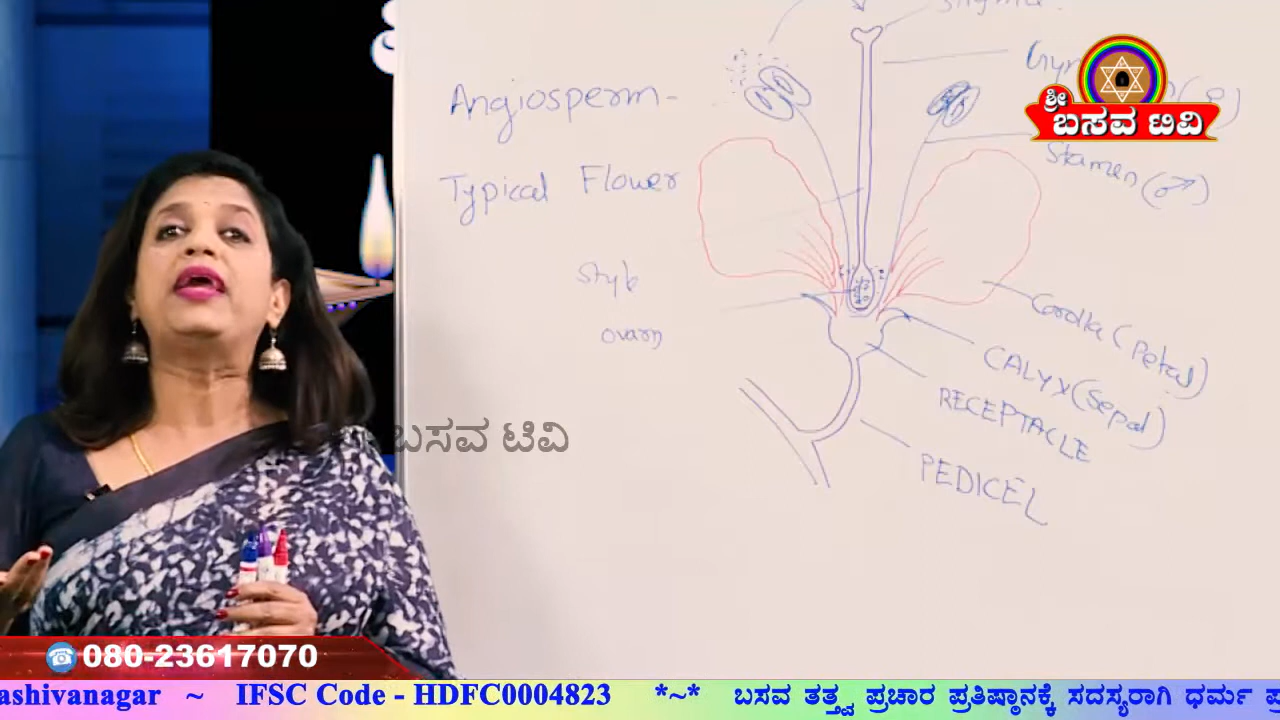 Stigma
Angiosperm-
Typical Flower
Stamen (♂)
Style
ovary
Corolla (Petal)
CALYX (Sepal)
RECEPTACLE
PEDICEL
ಶ್ರೀ
ಬಸವ ಟಿವಿ
ಬಸವ ಟಿವಿ
080-23617070
ashivanagar ~ IFSC Code - HDFC0004823 *~* ಬಸವ ತತ್ತ್ವ ಪ್ರಚಾರ ಪ್ರತಿಷ್ಠಾನಕ್ಕೆ ಸದಸ್ಯರಾಗಿ ಧರ್ಮ ಪ್ರ